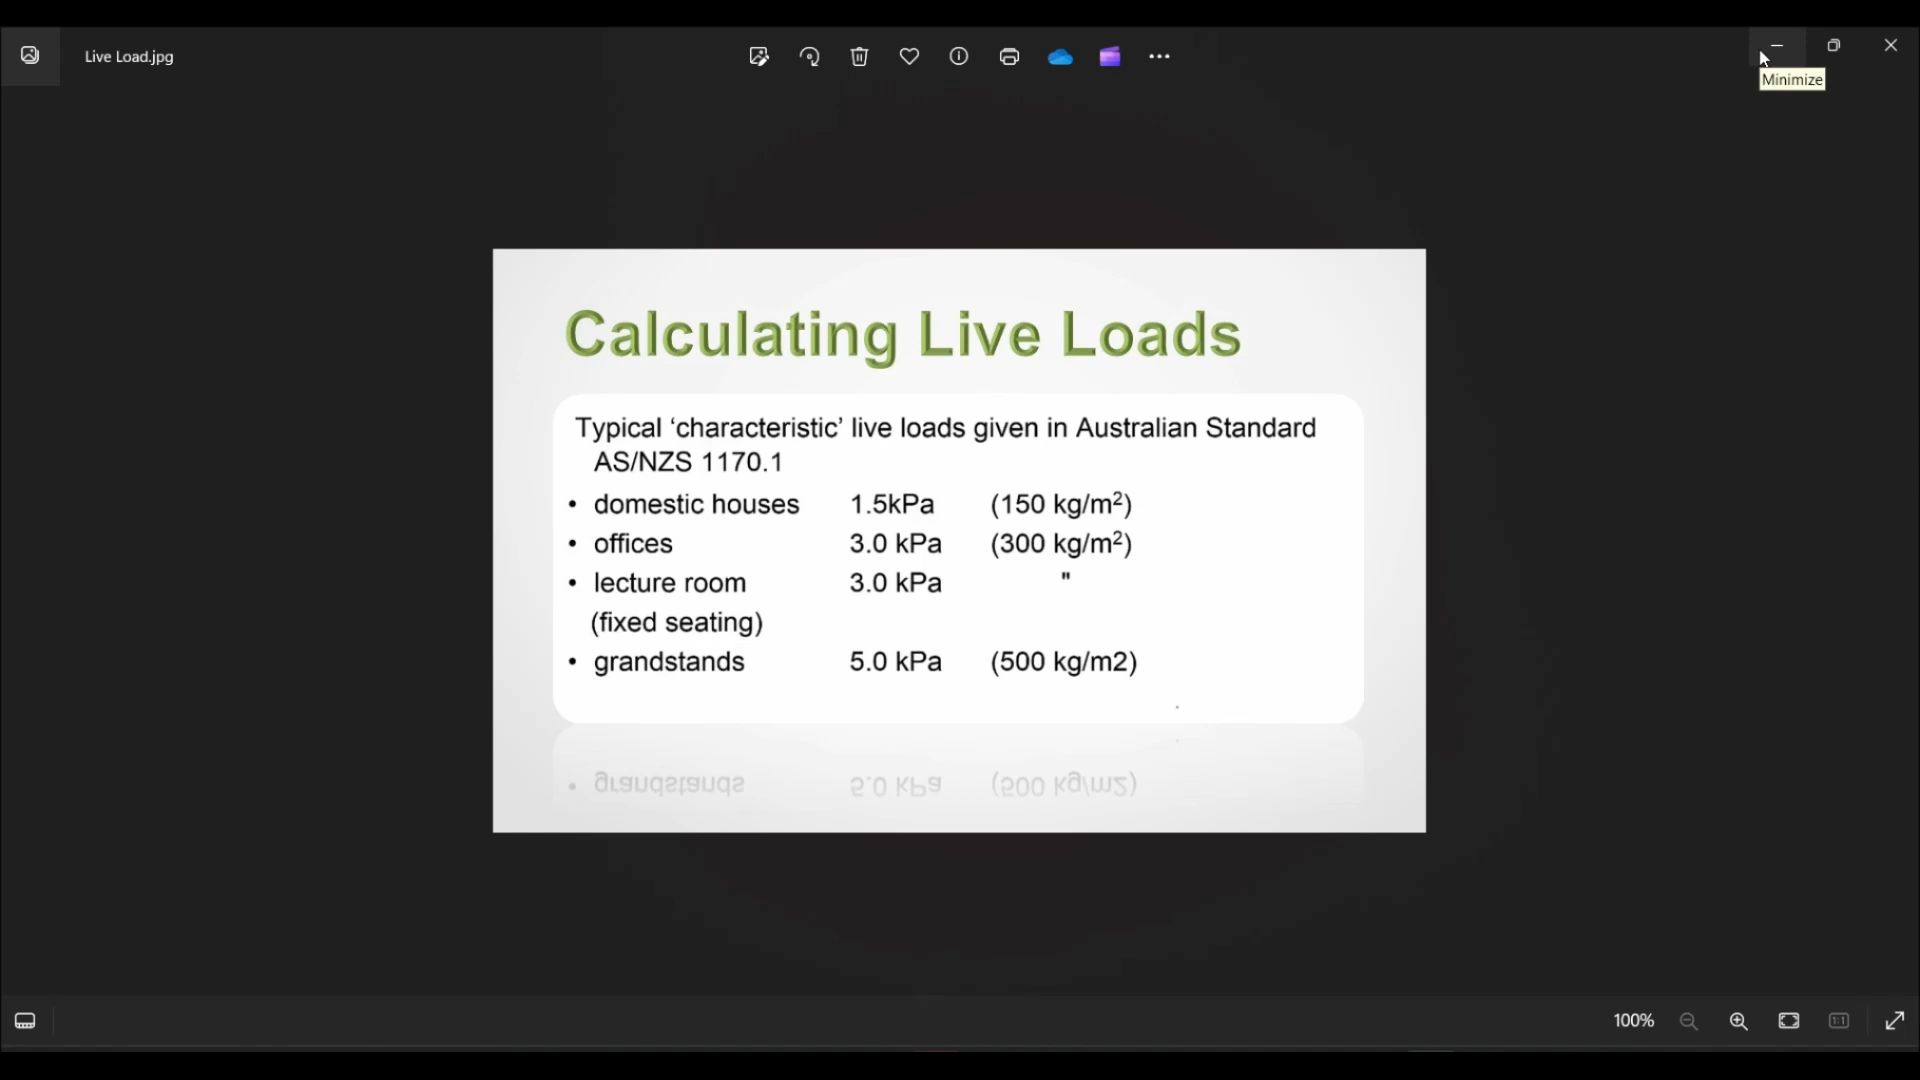 Live Load.jpg
Minimize
Calculating Live Loads
Typical ‘characteristic’ live loads given in Australian Standard
AS/NZS 1170.1
• domestic houses 1.5kPa (150 kg/m²)
• offices 3.0 kPa (300 kg/m²)
• lecture room 3.0 kPa "
(fixed seating)
• grandstands 5.0 kPa (500 kg/m2)
100%
1:1